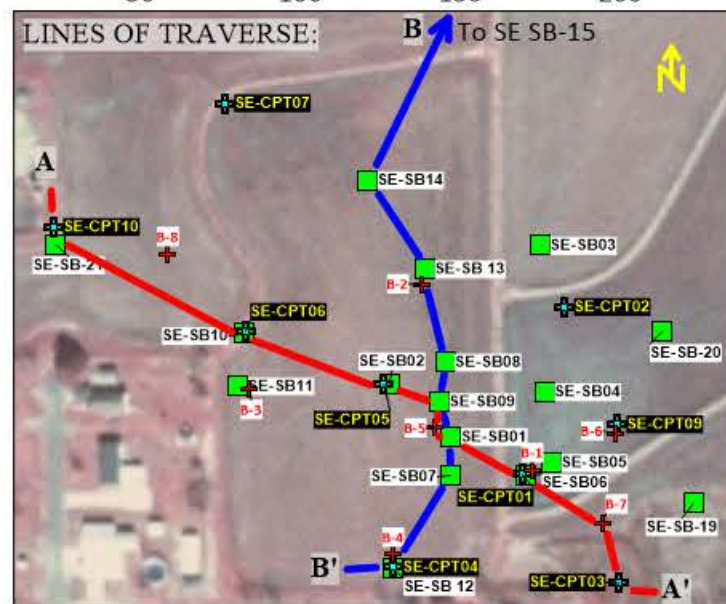 LINES OF TRAVERSE:
B
To SE SB-15
N
SE-CPT07
A
SE-SB14
SE-CPT10
SE-SB03
B-8
SE-SB-21
SE-SB 13
B-2
SE-CPT02
SE-CPT06
SE-SB10
SE-SB-20
SE-SB08
SE-SB02
SE-SB11
SE-SB04
B-3
SE-SB09
SE-CPT05
SE-CPT09
B-5
B-6
SE-SB01
B-1
SE-SB05
SE-SB07
SE-SB06
SE-CPT01
SE-SB-19
B-7
B-4
B'
SE-CPT04
SE-CPT03
SE-SB 12
A'